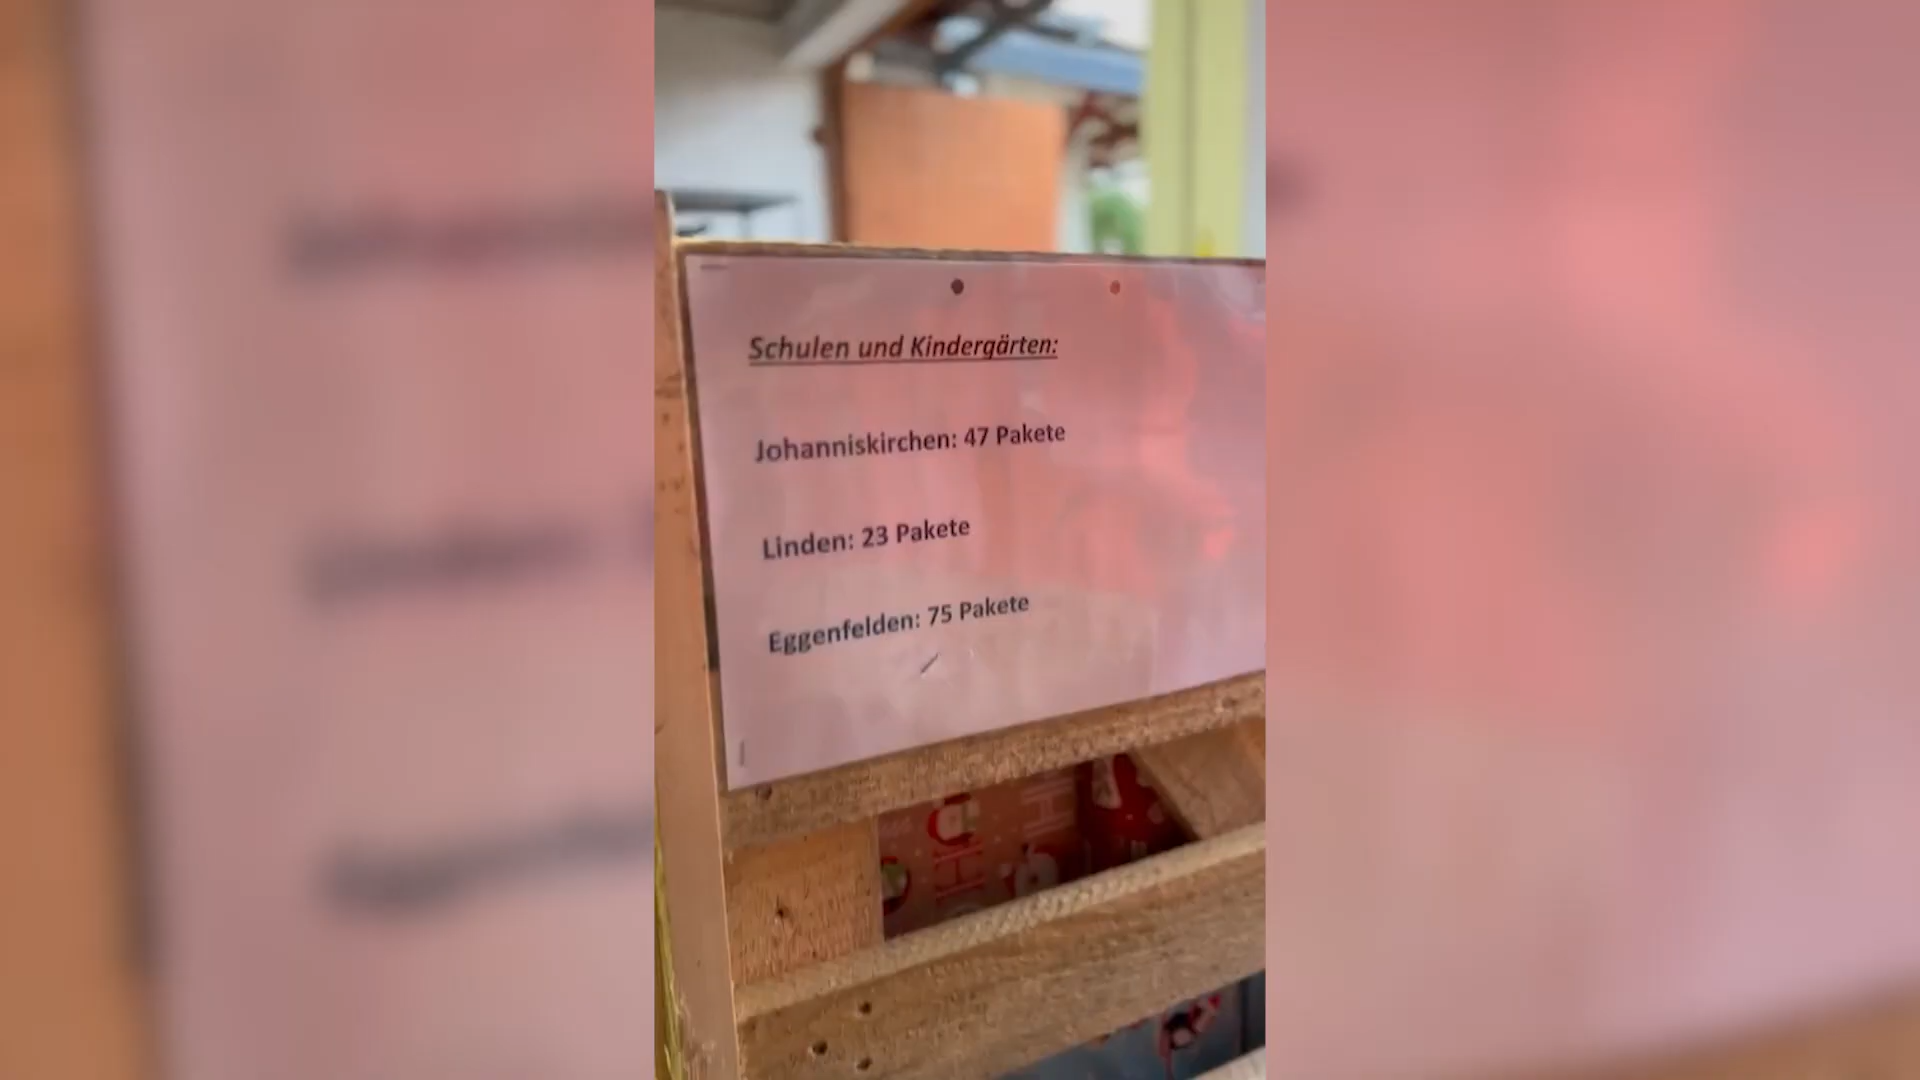 Schulen und Kindergärten:
Johanniskirchen: 47 Pakete
Linden: 23 Pakete
Eggenfelden: 75 Pakete